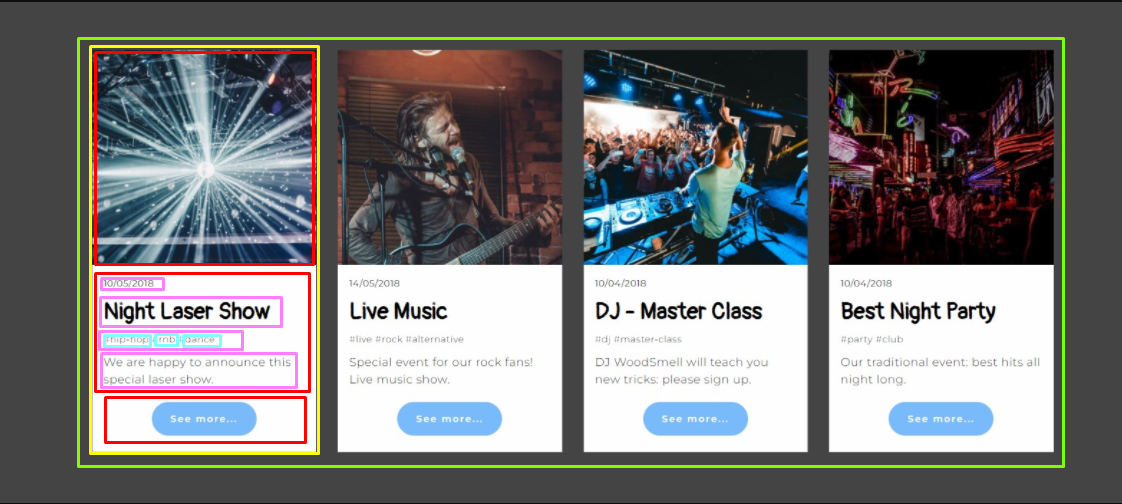 10/05/2018
Night Laser Show
#hip-hop #rnb #dance
We are happy to announce this
special laser show.
See more...
14/05/2018
Live Music
#live #rock #alternative
Special event for our rock fans!
Live music show.
See more...
10/04/2018
DJ - Master Class
#dj #master-class
DJ WoodSmell will teach you
new tricks: please sign up.
See more...
10/04/2018
Best Night Party
#party #club
Our traditional event: best hits all
night long.
See more...